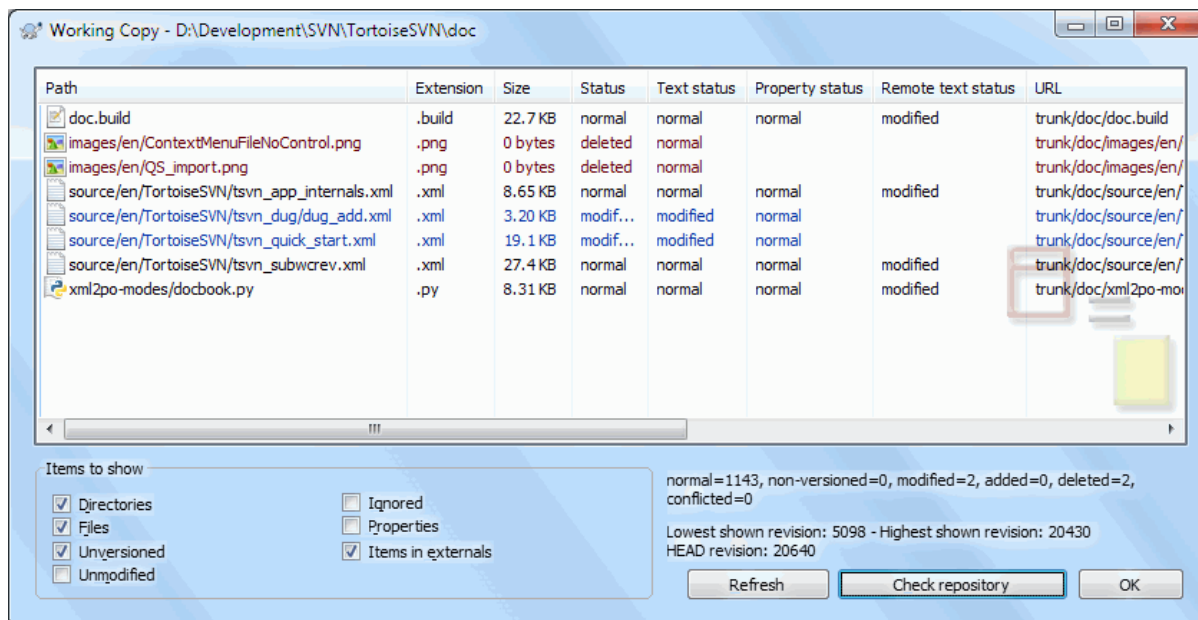 Working Copy - D:\Development\SVN\TortoiseSVN\doc
Path Extension Size Status Text status Property status Remote text status URL
doc.build .build 22.7 KB normal normal normal modified trunk/doc/doc.build
images/en/ContextMenuFileNoControl.png .png 0 bytes deleted normal trunk/doc/images/en/
images/en/QS_import.png .png 0 bytes deleted normal trunk/doc/images/en/
source/en/TortoiseSVN/tsvn_app_internals.xml .xml 8.65 KB normal normal normal modified trunk/doc/source/en/
source/en/TortoiseSVN/tsvn_dug/dug_add.xml .xml 3.20 KB modif... modified normal trunk/doc/source/en/
source/en/TortoiseSVN/tsvn_quick_start.xml .xml 19.1 KB modif... modified normal trunk/doc/source/en/
source/en/TortoiseSVN/tsvn_subwcrev.xml .xml 27.4 KB normal normal normal modified trunk/doc/source/en/
xml2po-modes/docbook.py .py 8.31 KB normal normal normal modified trunk/doc/xml2po-mo
Items to show
Directories
Files
Unversioned
Unmodified
Ignored
Properties
Items in externals
normal=1143, non-versioned=0, modified=2, added=0, deleted=2,
conflicted=0
Lowest shown revision: 5098 - Highest shown revision: 20430
HEAD revision: 20640
Refresh Check repository OK